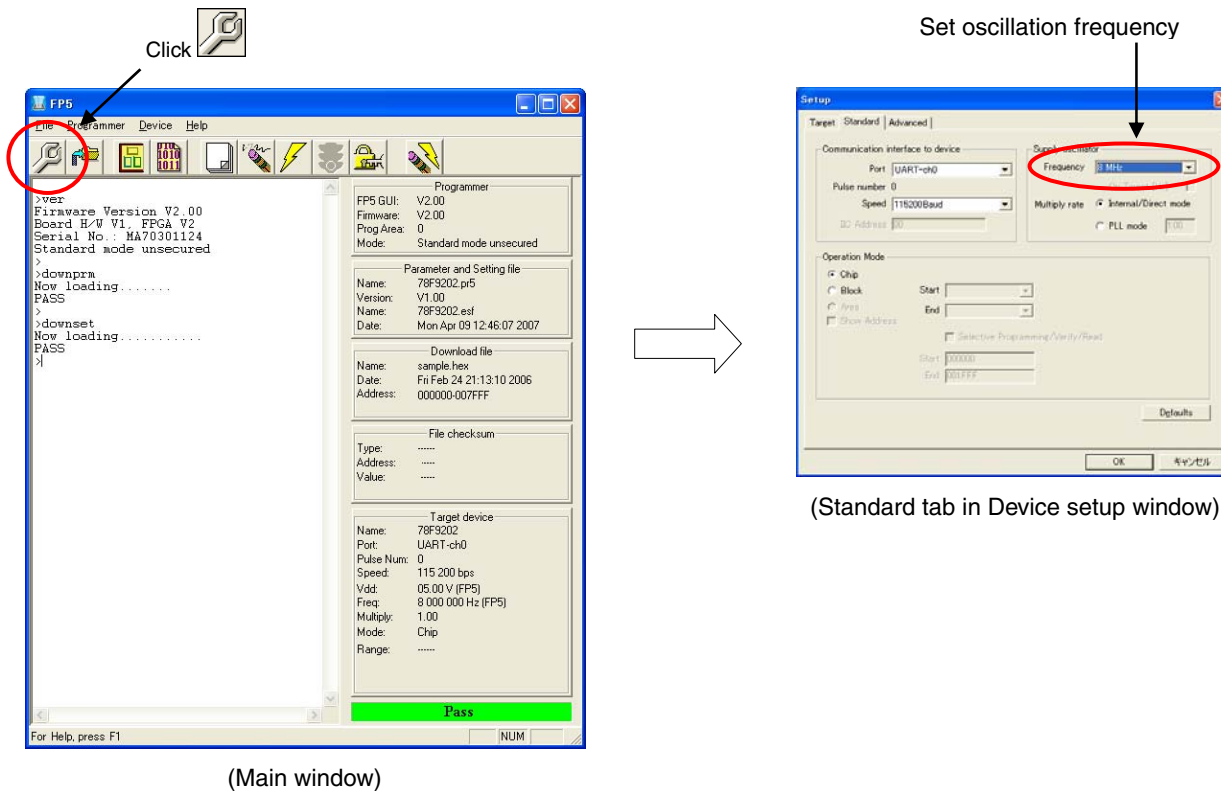 Click
Set oscillation frequency
FP5
File Programmer Device Help
>ver
Firmware Version V2.00
Board H/W V1, FPGA V2
Serial No.: MA70301124
Standard mode unsecured
>
>downprm
Now loading.......
PASS
>
>downset
Now loading...........
PASS
>
Programmer
FP5 GUI: V2.00
Firmware: V2.00
Prog Area: 0
Mode: Standard mode unsecured
Parameter and Setting file
Name: 78F9202.pr5
Version: V1.00
Name: 78F9202.esf
Date: Mon Apr 09 12:46:07 2007
Download file
Name: sample.hex
Date: Fri Feb 24 21:13:10 2006
Address: 000000-007FFF
File checksum
Type: ------
Address: -----
Value: -----
Target device
Name: 78F9202
Port: UART-ch0
Pulse Num: 0
Speed: 115 200 bps
Vdd: 05.00 V (FP5)
Freq: 8 000 000 Hz (FP5)
Multiply: 1.00
Mode: Chip
Range: ------
Pass
For Help, press F1
NUM
(Main window)
Setup
Target Standard Advanced
Communication interface to device
Port UART-ch0
Pulse number 0
Speed 115200Baud
Address 00
Supply oscillator
Frequency 8 MHz
Multiply rate Internal/Direct mode
PLL mode 1.00
Operation Mode
Chip
Block
Area
Show Address
Start
End
Selective Programming/Verify/Read
Start 000000
End 001FFF
Defaults
OK キャンセル
(Standard tab in Device setup window)